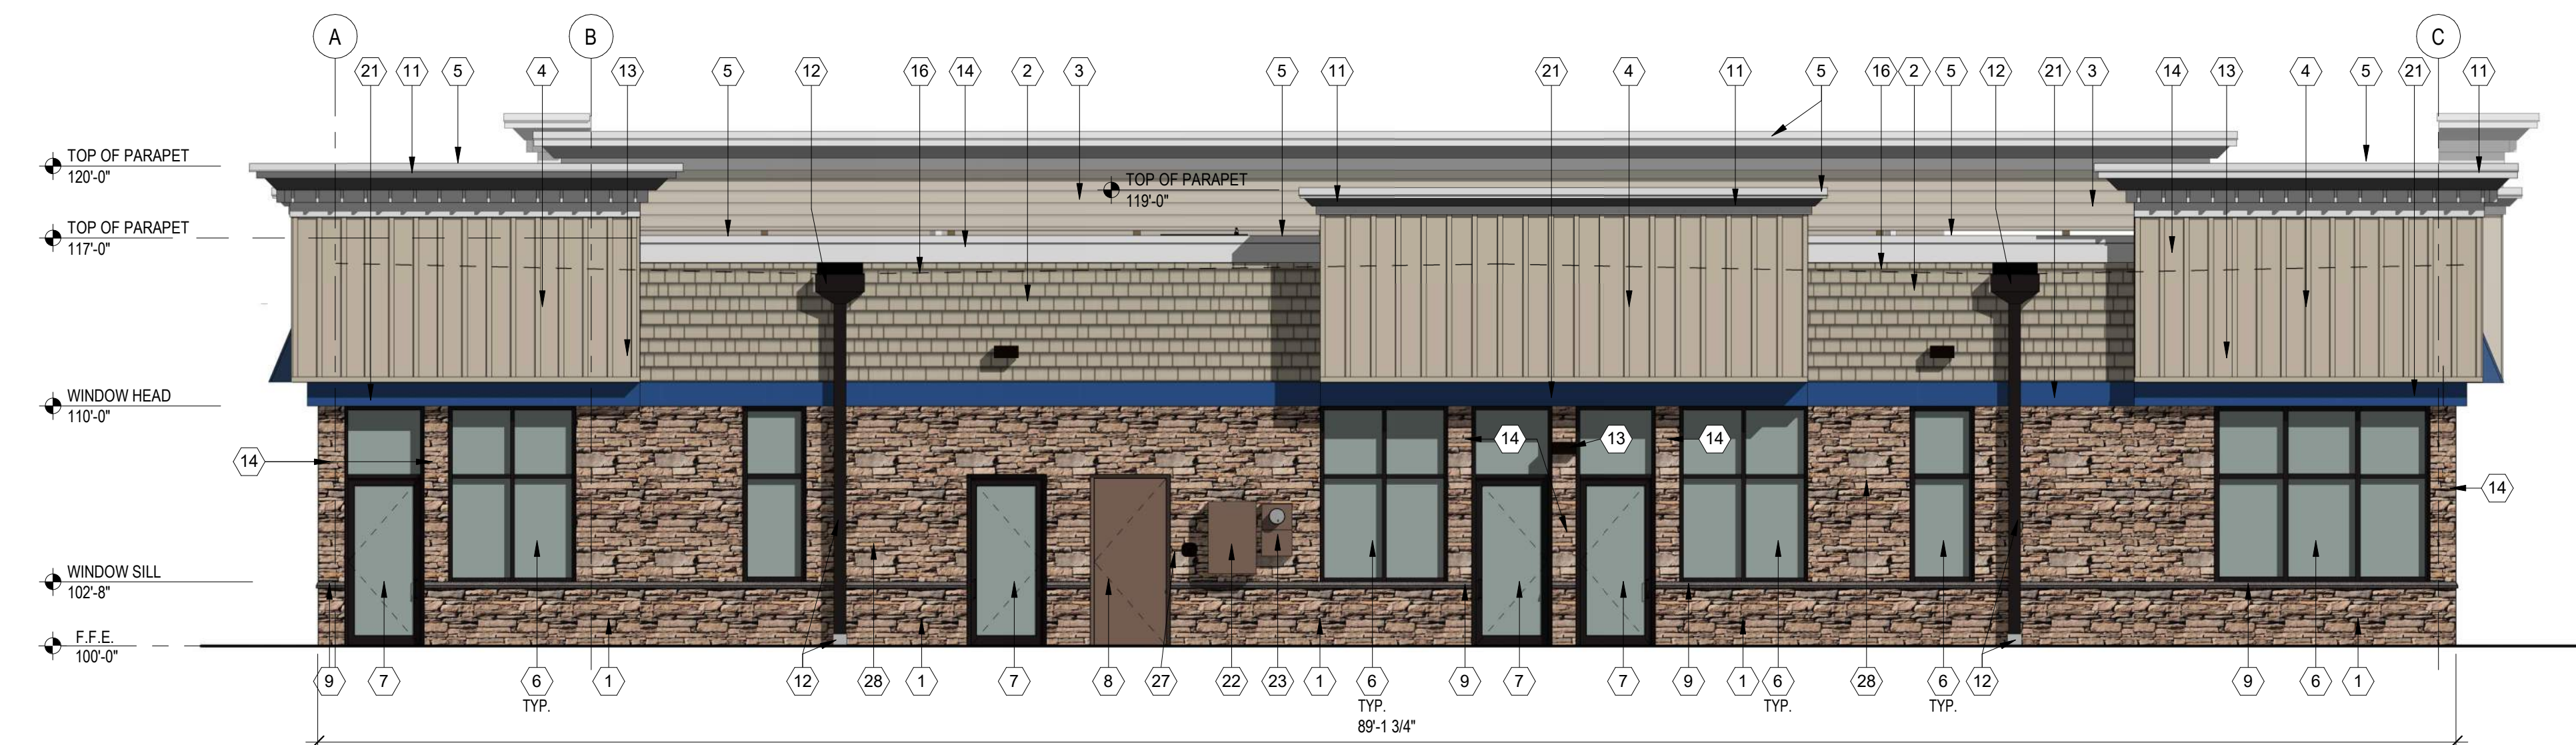 A B C
21 11 5 4 13 5 12 16 14 2 3 5 11 21 4 11 5 16 2 5 12 21 3 14 13 4 5 21 11
TOP OF PARAPET
120'-0"
TOP OF PARAPET
119'-0"
TOP OF PARAPET
117'-0"
WINDOW HEAD
110'-0"
14 14 13 14
14 14
WINDOW SILL
102'-8"
F.F.E.
100'-0"
9 7 6 1 12 28 1 7 8 27 22 23 1 6 9 7 7 9 1 6 28 6 12 9 6 1
TYP. TYP. TYP. TYP.
89'-1 3/4"